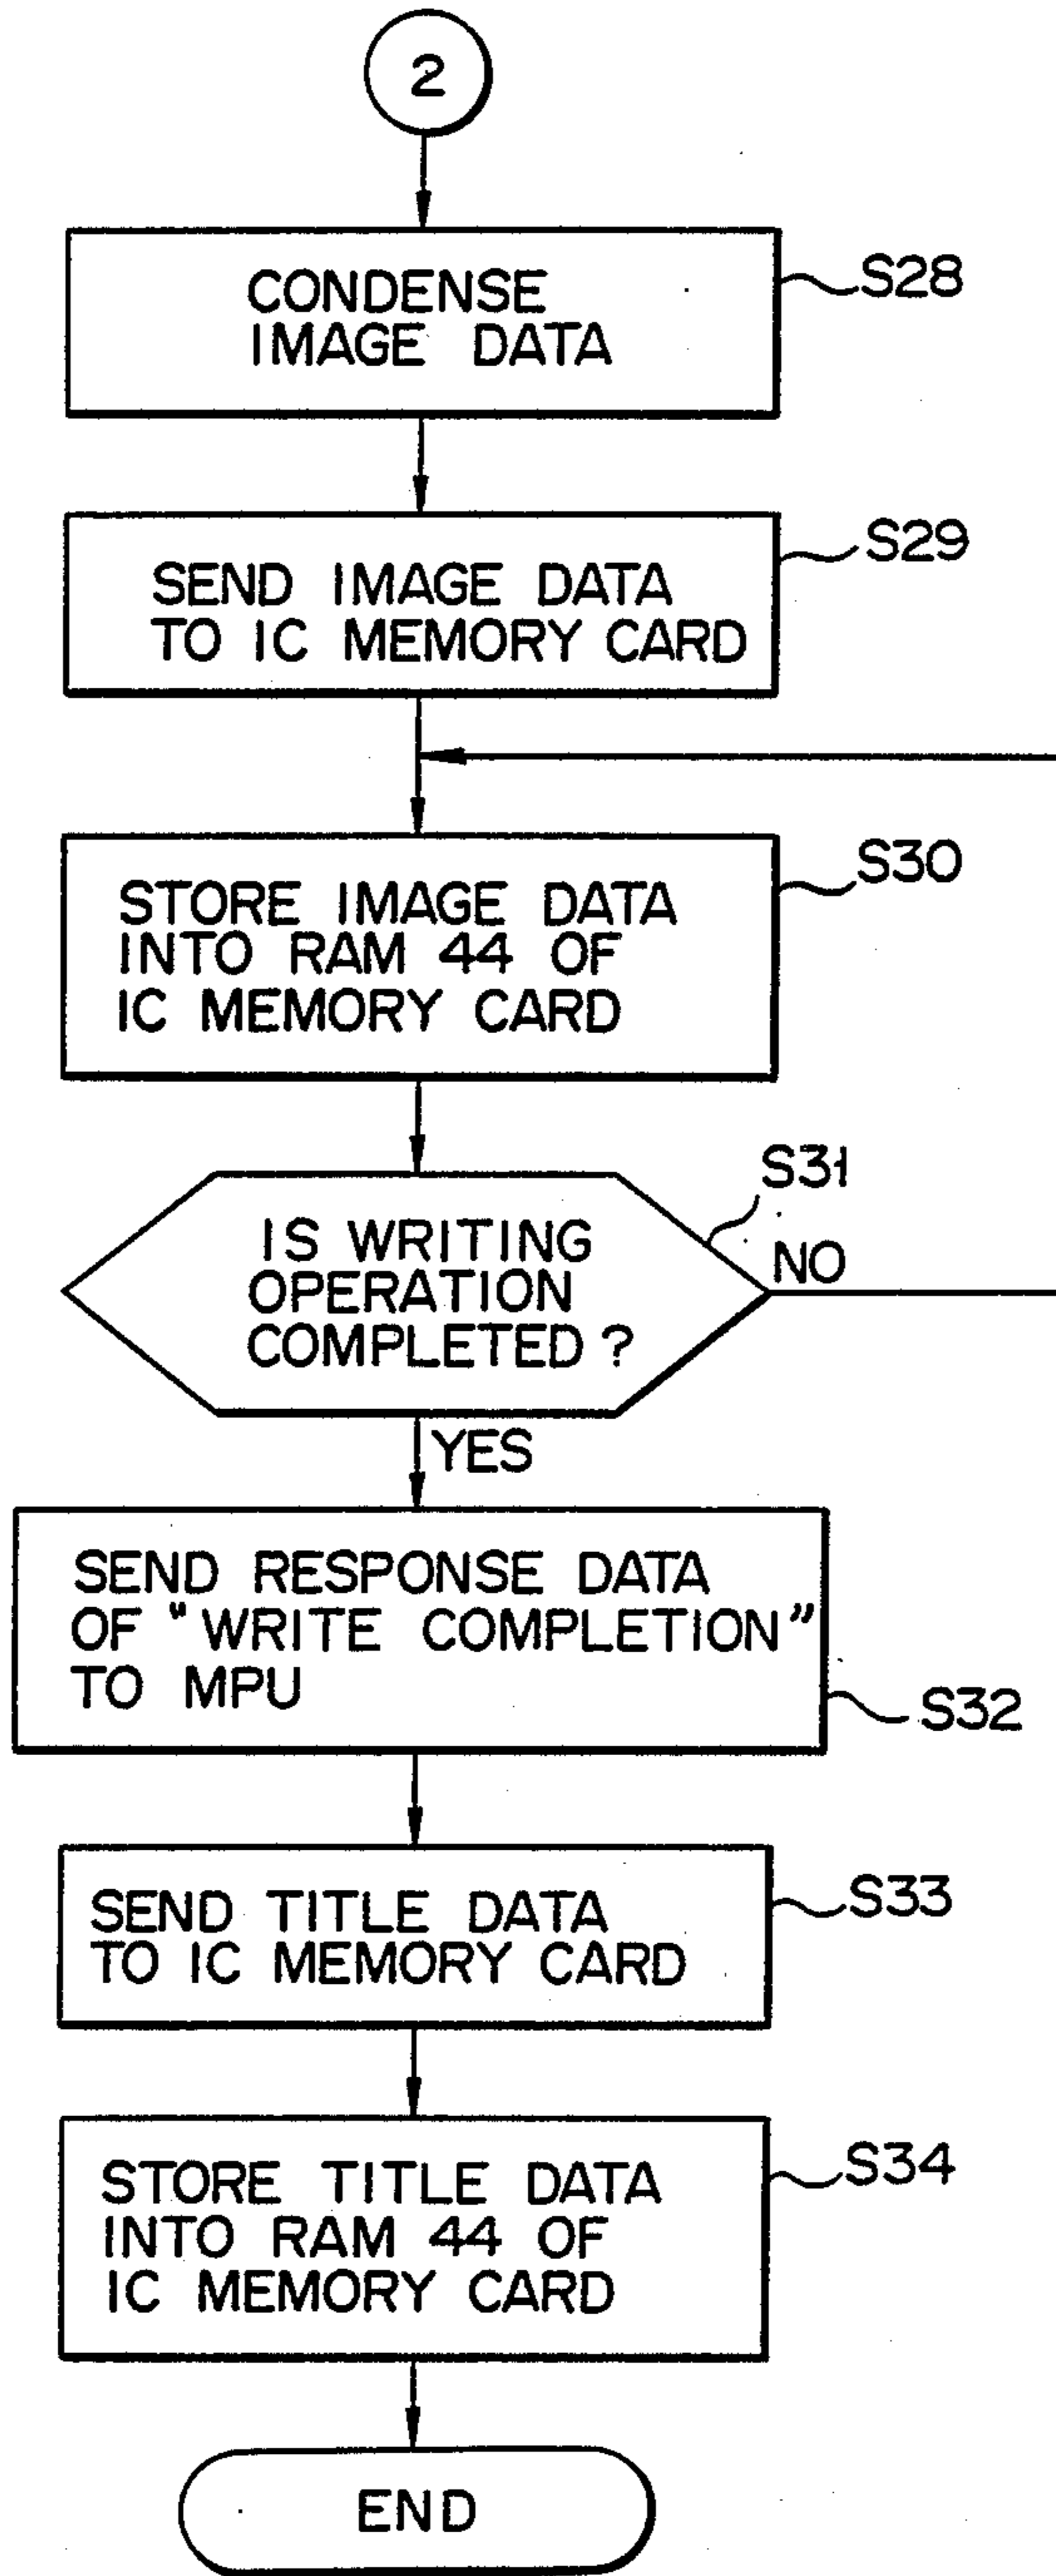 2
CONDENSE
IMAGE DATA
S28
SEND IMAGE DATA
TO IC MEMORY CARD
S29
STORE IMAGE DATA
INTO RAM 44 OF
IC MEMORY CARD
S30
IS WRITING
OPERATION
COMPLETED ?
S31
NO
YES
SEND RESPONSE DATA
OF "WRITE COMPLETION"
TO MPU
S32
SEND TITLE DATA
TO IC MEMORY CARD
S33
STORE TITLE DATA
INTO RAM 44 OF
IC MEMORY CARD
S34
END